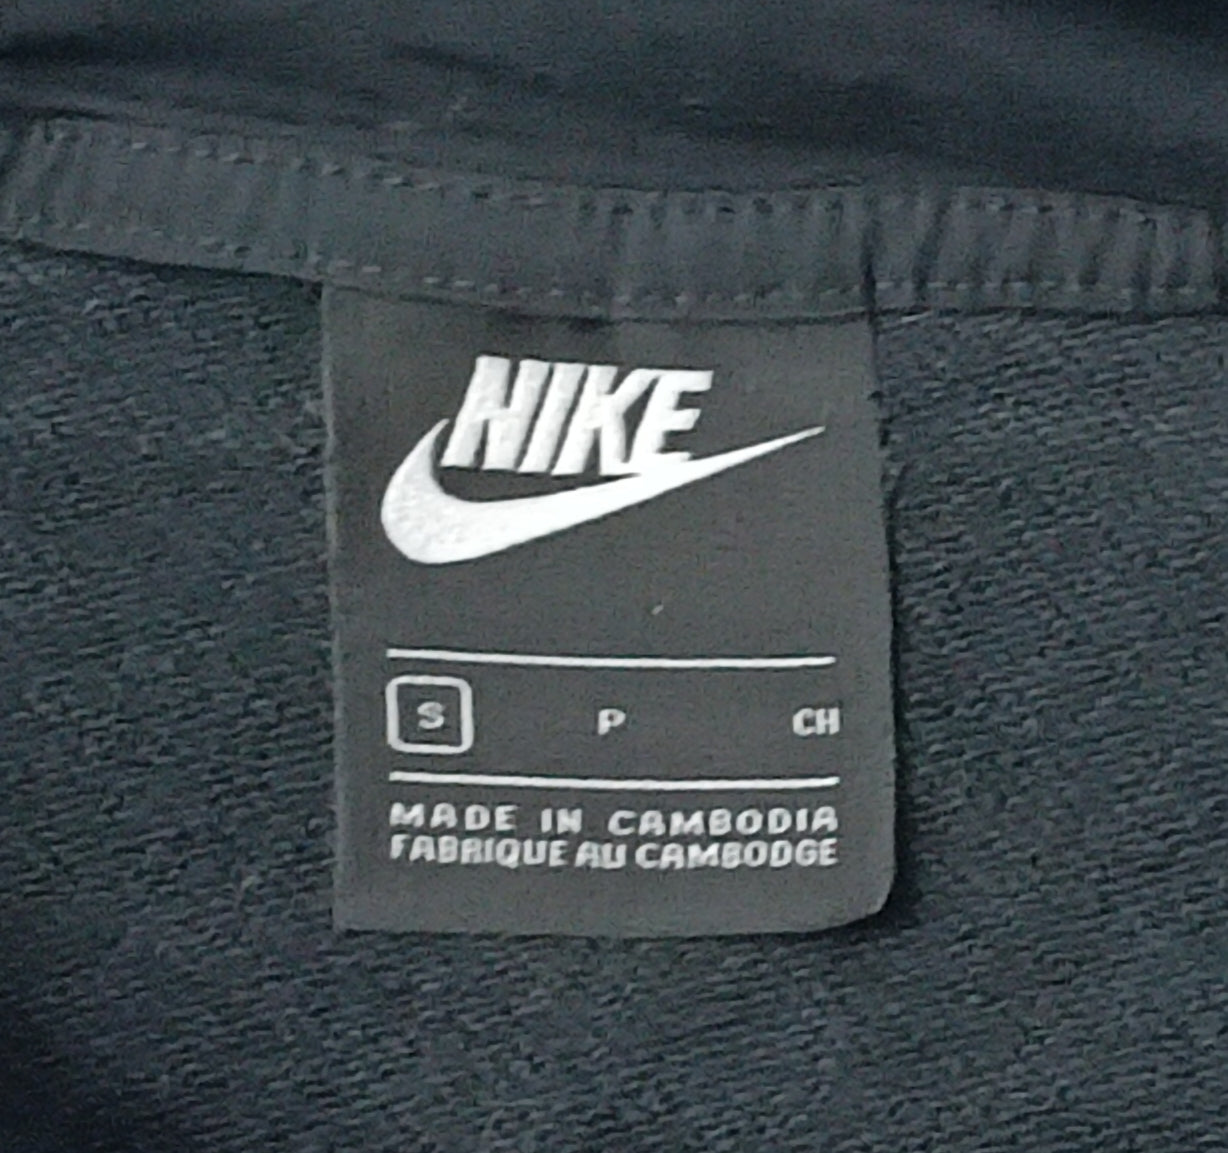 NIKE
S P CH
MADE IN CAMBODIA
FABRIQUE AU CAMBODGE